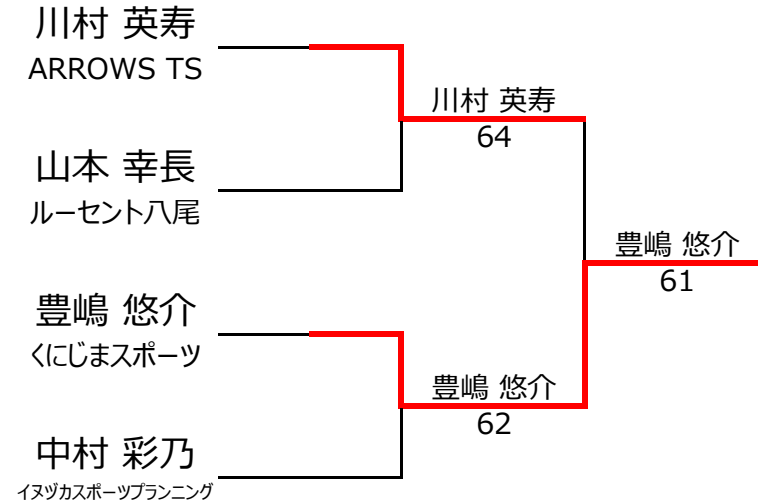 川村 英寿
ARROWS TS
川村 英寿
64
山本 幸長
ルーセント八尾
豊嶋 悠介
61
豊嶋 悠介
くにじまスポーツ
豊嶋 悠介
62
中村 彩乃
イヌヅカスポーツプランニング